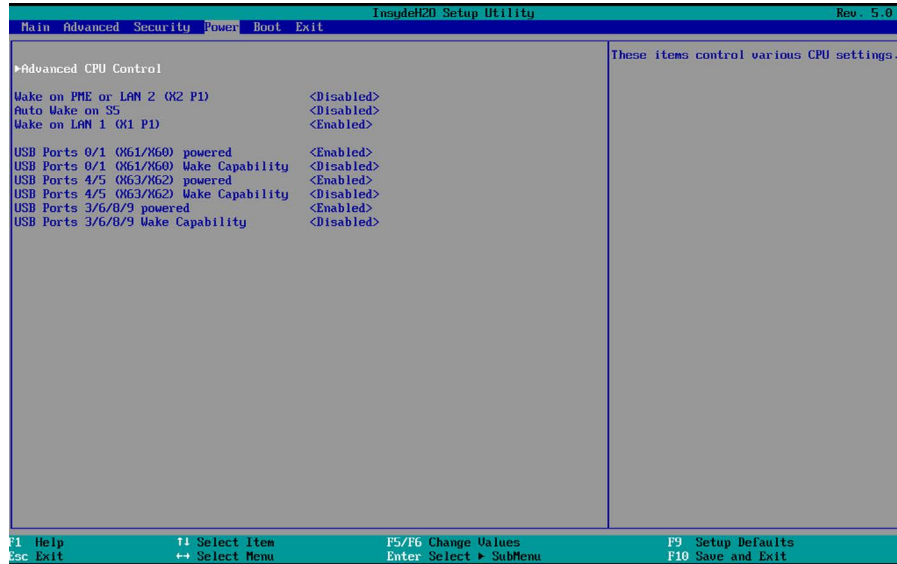 InsydeH20 Setup Utility Rev. 5.0
Main Advanced Security Power Boot Exit
These items control various CPU settings.
►Advanced CPU Control
Wake on PME or LAN 2 (X2 P1) <Disabled>
Auto Wake on S5 <Disabled>
Wake on LAN 1 (X1 P1) <Enabled>
USB Ports 0/1 (X61/X60) powered <Enabled>
USB Ports 0/1 (X61/X60) Wake Capability <Disabled>
USB Ports 4/5 (X63/X62) powered <Enabled>
USB Ports 4/5 (X63/X62) Wake Capability <Disabled>
USB Ports 3/6/8/9 powered <Enabled>
USB Ports 3/6/8/9 Wake Capability <Disabled>
F1 Help ↑↓ Select Item F5/F6 Change Values F9 Setup Defaults
Esc Exit ↔ Select Menu Enter Select ► SubMenu F10 Save and Exit